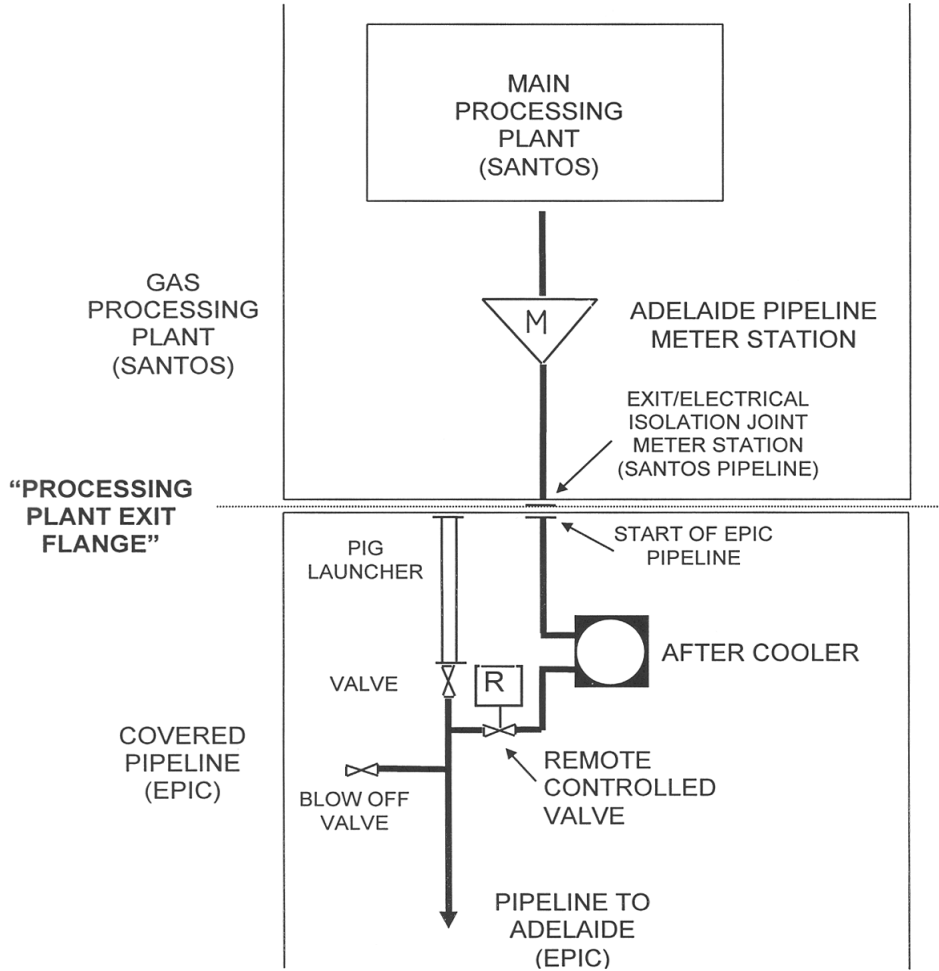 MAIN
PROCESSING
PLANT
(SANTOS)
GAS
PROCESSING
PLANT
(SANTOS)
M
ADELAIDE PIPELINE
METER STATION
EXIT/ELECTRICAL
ISOLATION JOINT
METER STATION
(SANTOS PIPELINE)
“PROCESSING
PLANT EXIT
FLANGE”
START OF EPIC
PIPELINE
PIG
LAUNCHER
AFTER COOLER
VALVE
R
COVERED
PIPELINE
(EPIC)
REMOTE
CONTROLLED
VALVE
BLOW OFF
VALVE
PIPELINE TO
ADELAIDE
(EPIC)